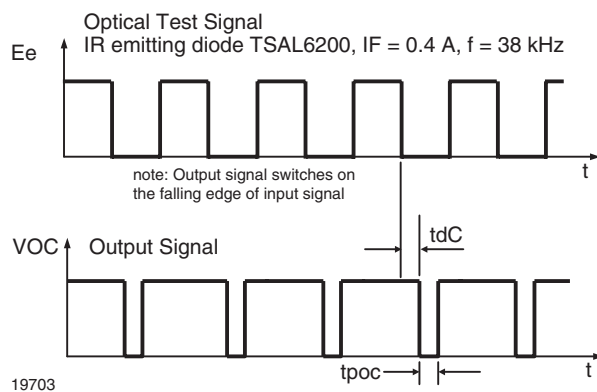 Optical Test Signal
IR emitting diode TSAL6200, IF = 0.4 A, f = 38 kHz
Ee
t
note: Output signal switches on
the falling edge of input signal
tdC
VOC
Output Signal
tpoc
t
19703